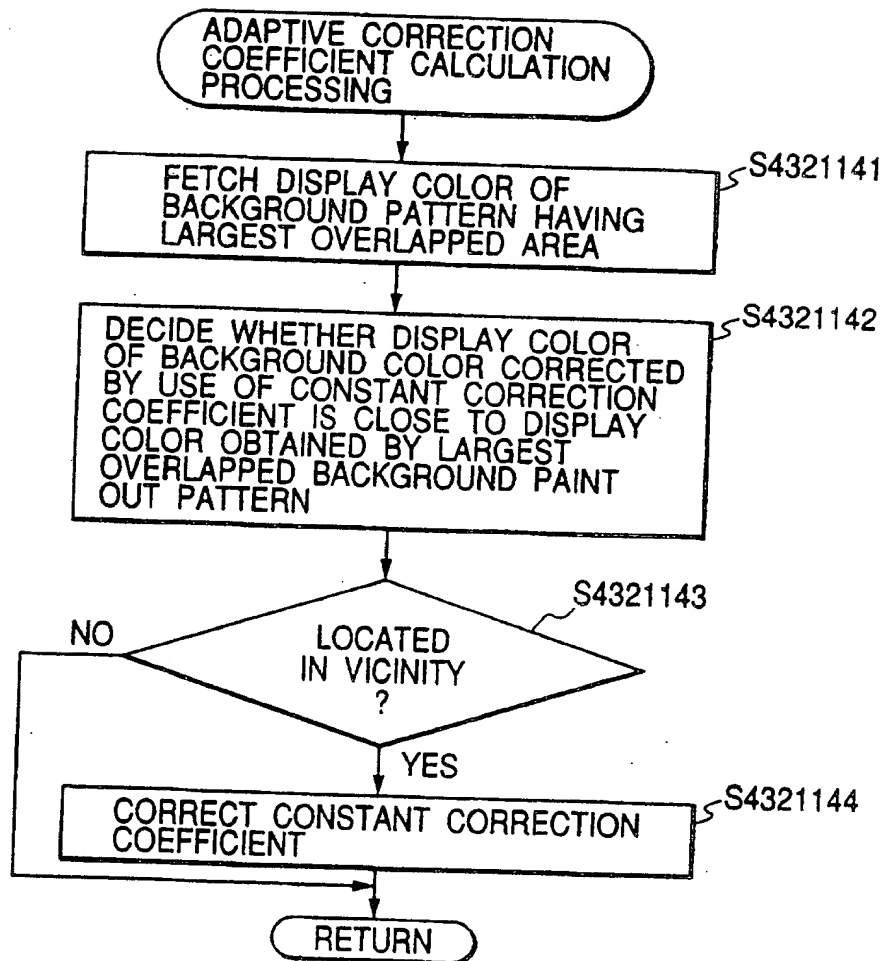 ADAPTIVE CORRECTION
COEFFICIENT CALCULATION
PROCESSING
S4321141
FETCH DISPLAY COLOR OF
BACKGROUND PATTERN HAVING
LARGEST OVERLAPPED AREA
S4321142
DECIDE WHETHER DISPLAY COLOR
OF BACKGROUND COLOR CORRECTED
BY USE OF CONSTANT CORRECTION
COEFFICIENT IS CLOSE TO DISPLAY
COLOR OBTAINED BY LARGEST
OVERLAPPED BACKGROUND PAINT
OUT PATTERN
S4321143
NO
LOCATED
IN VICINITY
?
YES
S4321144
CORRECT CONSTANT CORRECTION
COEFFICIENT
RETURN